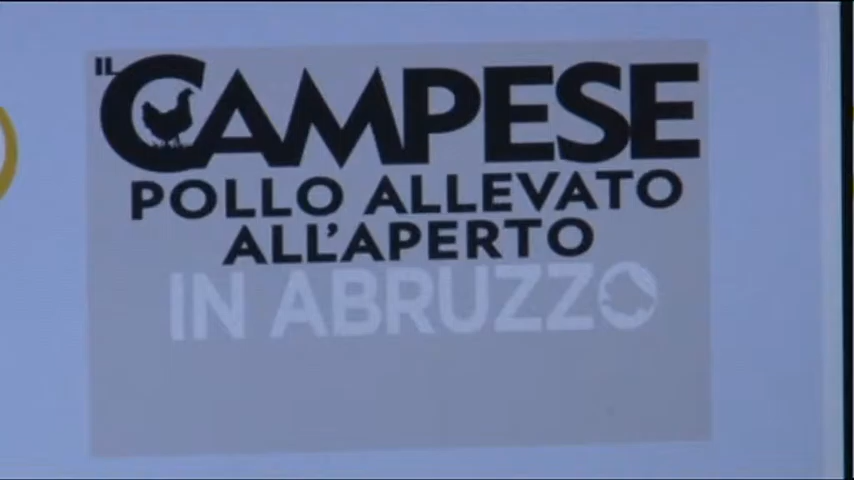 IL CAMPESE
POLLO ALLEVATO
ALL'APERTO
IN ABRUZZO